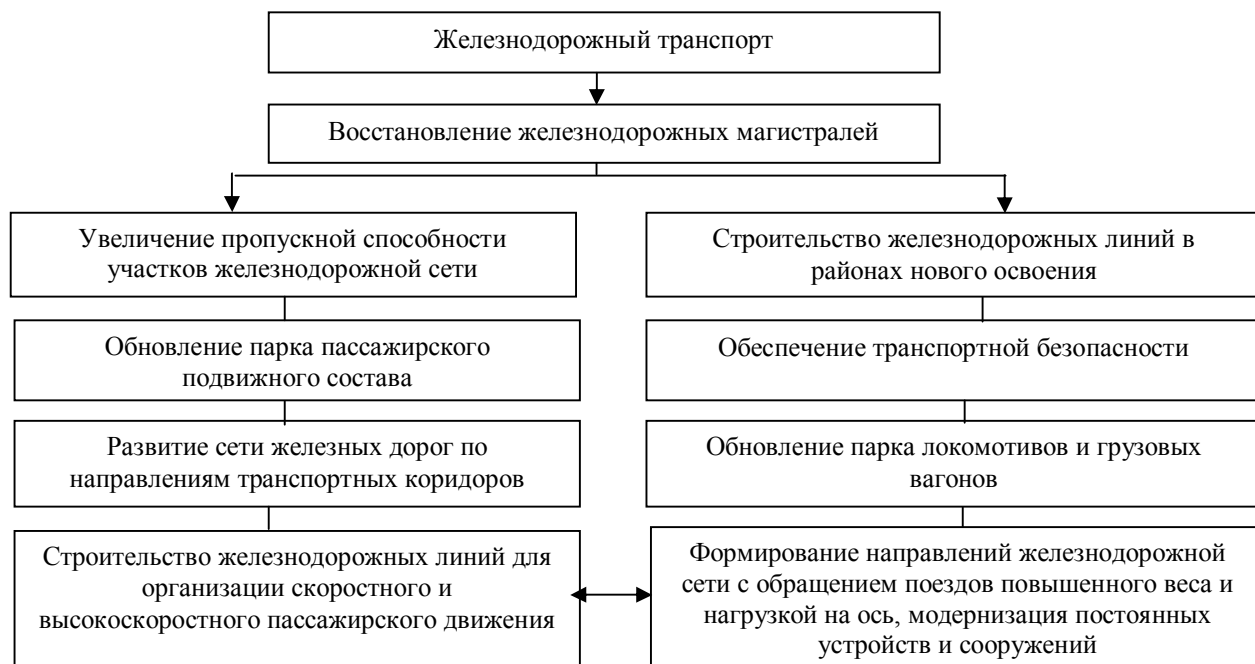 Железнодорожный транспорт
Восстановление железнодорожных магистралей
Увеличение пропускной способности
участков железнодорожной сети
Обновление парка пассажирского
подвижного состава
Развитие сети железных дорог по
направлениям транспортных коридоров
Строительство железнодорожных линий для
организации скоростного и
высокоскоростного пассажирского движения
Строительство железнодорожных линий в
районах нового освоения
Обеспечение транспортной безопасности
Обновление парка локомотивов и грузовых
вагонов
Формирование направлений железнодорожной
сети с обращением поездов повышенного веса и
нагрузкой на ось, модернизация постоянных
устройств и сооружений